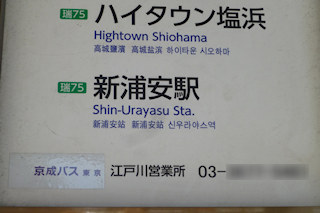 瑞75 ハイタウン塩浜
Hightown Shiohama
高城鹽濱 高城盐滨 하이타운 시오하마
瑞75 新浦安駅
Shin-Urayasu Sta.
新浦安站 新浦安站 신우라야스역
京成バス 東京 江戸川営業所 03-